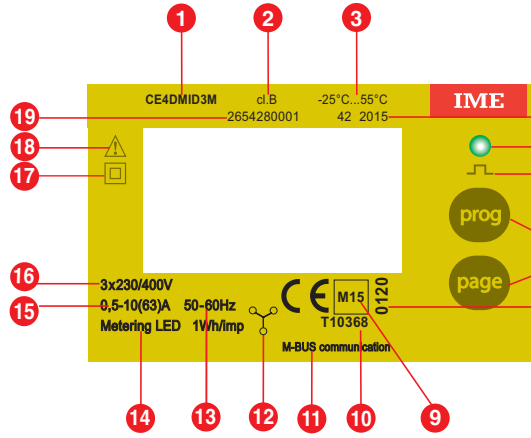 1 2 3
CE4DMID3M cl.B -25°C...55°C IME
19 2654280001 42 2015
18
17
prog
page
16 3x230/400V
15 0,5-10(63)A 50-60Hz CE M15 0120
Metering LED 1Wh/imp T10368
M-BUS communication
14 13 12 11 10 9